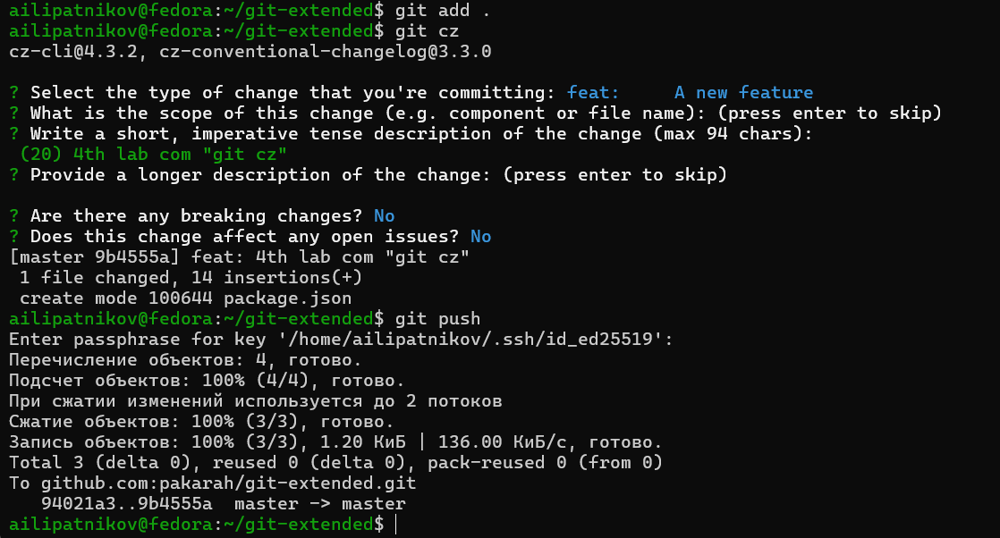 ailipatnikov@fedora:~/git-extended$ git add .
ailipatnikov@fedora:~/git-extended$ git cz
cz-cli@4.3.2, cz-conventional-changelog@3.3.0
? Select the type of change that you're committing: feat:     A new feature
? What is the scope of this change (e.g. component or file name): (press enter to skip)
? Write a short, imperative tense description of the change (max 94 chars):
 (20) 4th lab com "git cz"
? Provide a longer description of the change: (press enter to skip)
? Are there any breaking changes? No
? Does this change affect any open issues? No
[master 9b4555a] feat: 4th lab com "git cz"
 1 file changed, 14 insertions(+)
 create mode 100644 package.json
ailipatnikov@fedora:~/git-extended$ git push
Enter passphrase for key '/home/ailipatnikov/.ssh/id_ed25519':
Перечисление объектов: 4, готово.
Подсчет объектов: 100% (4/4), готово.
При сжатии изменений используется до 2 потоков
Сжатие объектов: 100% (3/3), готово.
Запись объектов: 100% (3/3), 1.20 КиБ | 136.00 КиБ/с, готово.
Total 3 (delta 0), reused 0 (delta 0), pack-reused 0 (from 0)
To github.com:pakarah/git-extended.git
   94021a3..9b4555a  master -> master
ailipatnikov@fedora:~/git-extended$